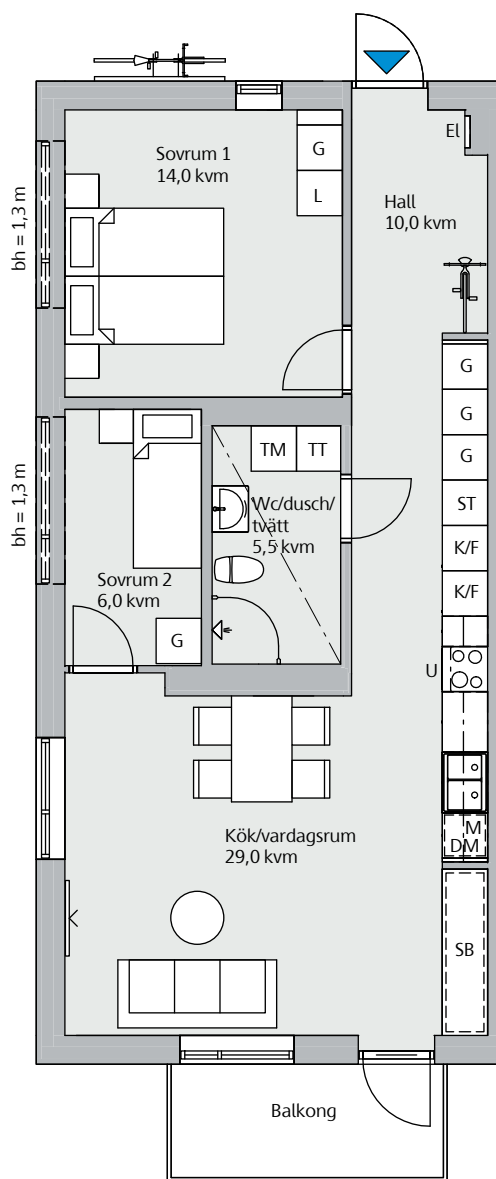 El
Sovrum 1
14,0 kvm
G
L
Hall
10,0 kvm
bh = 1,3 m
G
G
G
ST
K/F
K/F
bh = 1,3 m
TM
TT
Wc/dusch/
tvätt
5,5 kvm
Sovrum 2
6,0 kvm
G
U
Kök/vardagsrum
29,0 kvm
M
DM
SB
Balkong